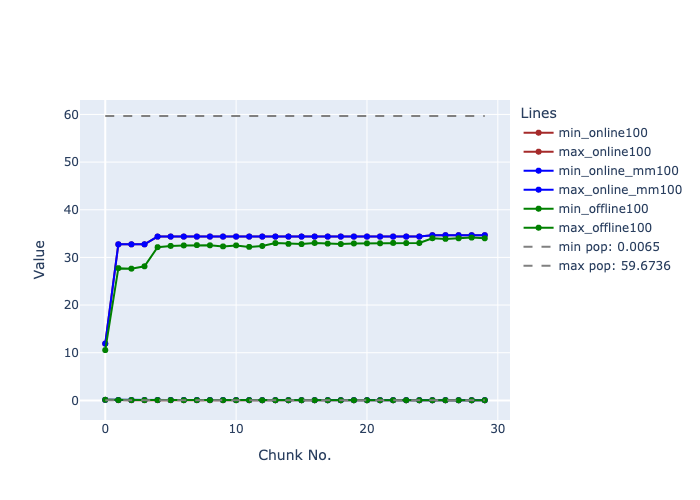 Lines
min_online100
max_online100
min_online_mm100
max_online_mm100
min_offline100
max_offline100
min pop: 0.0065
max pop: 59.6736
60
50
40
30
20
10
0
Value
0
10
20
30
Chunk No.